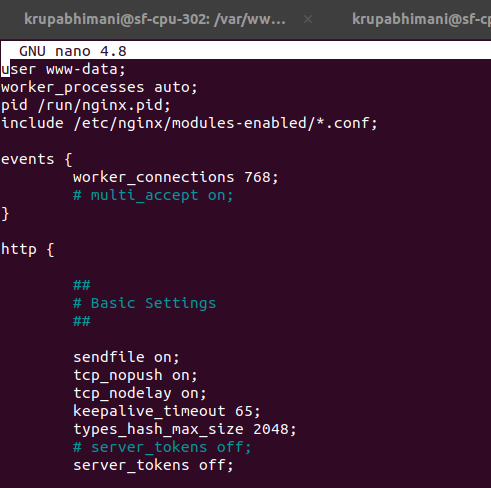 krupabhimani@sf-cpu-302: /var/ww... × krupabhimani@sf-cp
GNU nano 4.8
user www-data;
worker_processes auto;
pid /run/nginx.pid;
include /etc/nginx/modules-enabled/*.conf;
events {
worker_connections 768;
# multi_accept on;
}
http {
##
# Basic Settings
##
sendfile on;
tcp_nopush on;
tcp_nodelay on;
keepalive_timeout 65;
types_hash_max_size 2048;
# server_tokens off;
server_tokens off;